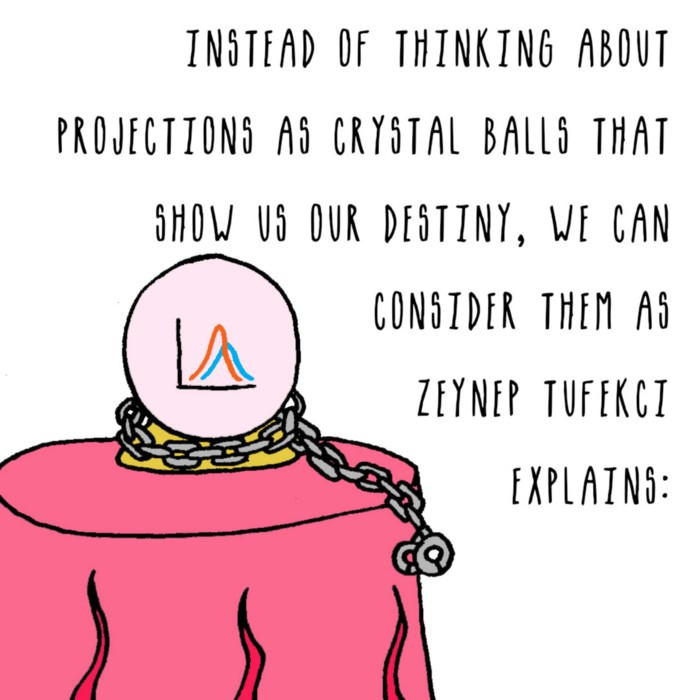 INSTEAD OF THINKING ABOUT
PROJECTIONS AS CRYSTAL BALLS THAT
SHOW US OUR DESTINY, WE CAN
CONSIDER THEM AS
ZEYNEP TUFEKCI
EXPLAINS: